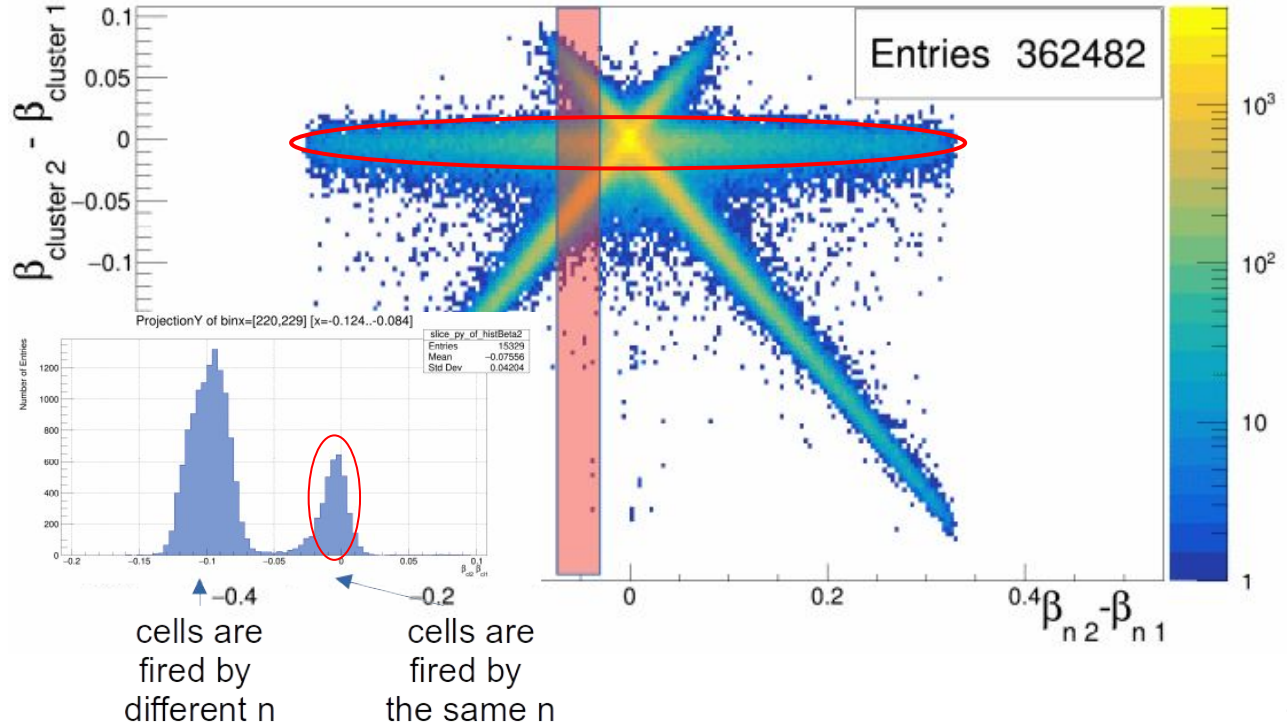 β cluster 2 - β cluster 1
0.1
0.05
0
−0.05
−0.1
Entries 362482
10³
10²
10
1
ProjectionY of binx=[220,229] [x=-0.124..-0.084]
slice_py_of_histBeta2
Entries 15329
Mean −0.07556
Std Dev 0.04204
Number of Entries
1200
1000
800
600
400
200
0
−0.2 −0.15 −0.1 −0.05 0 0.05 0.1
β cl2 - β cl1
−0.4 −0.2 0 0.2 0.4
β n 2 - β n 1
cells are
fired by
different n
cells are
fired by
the same n